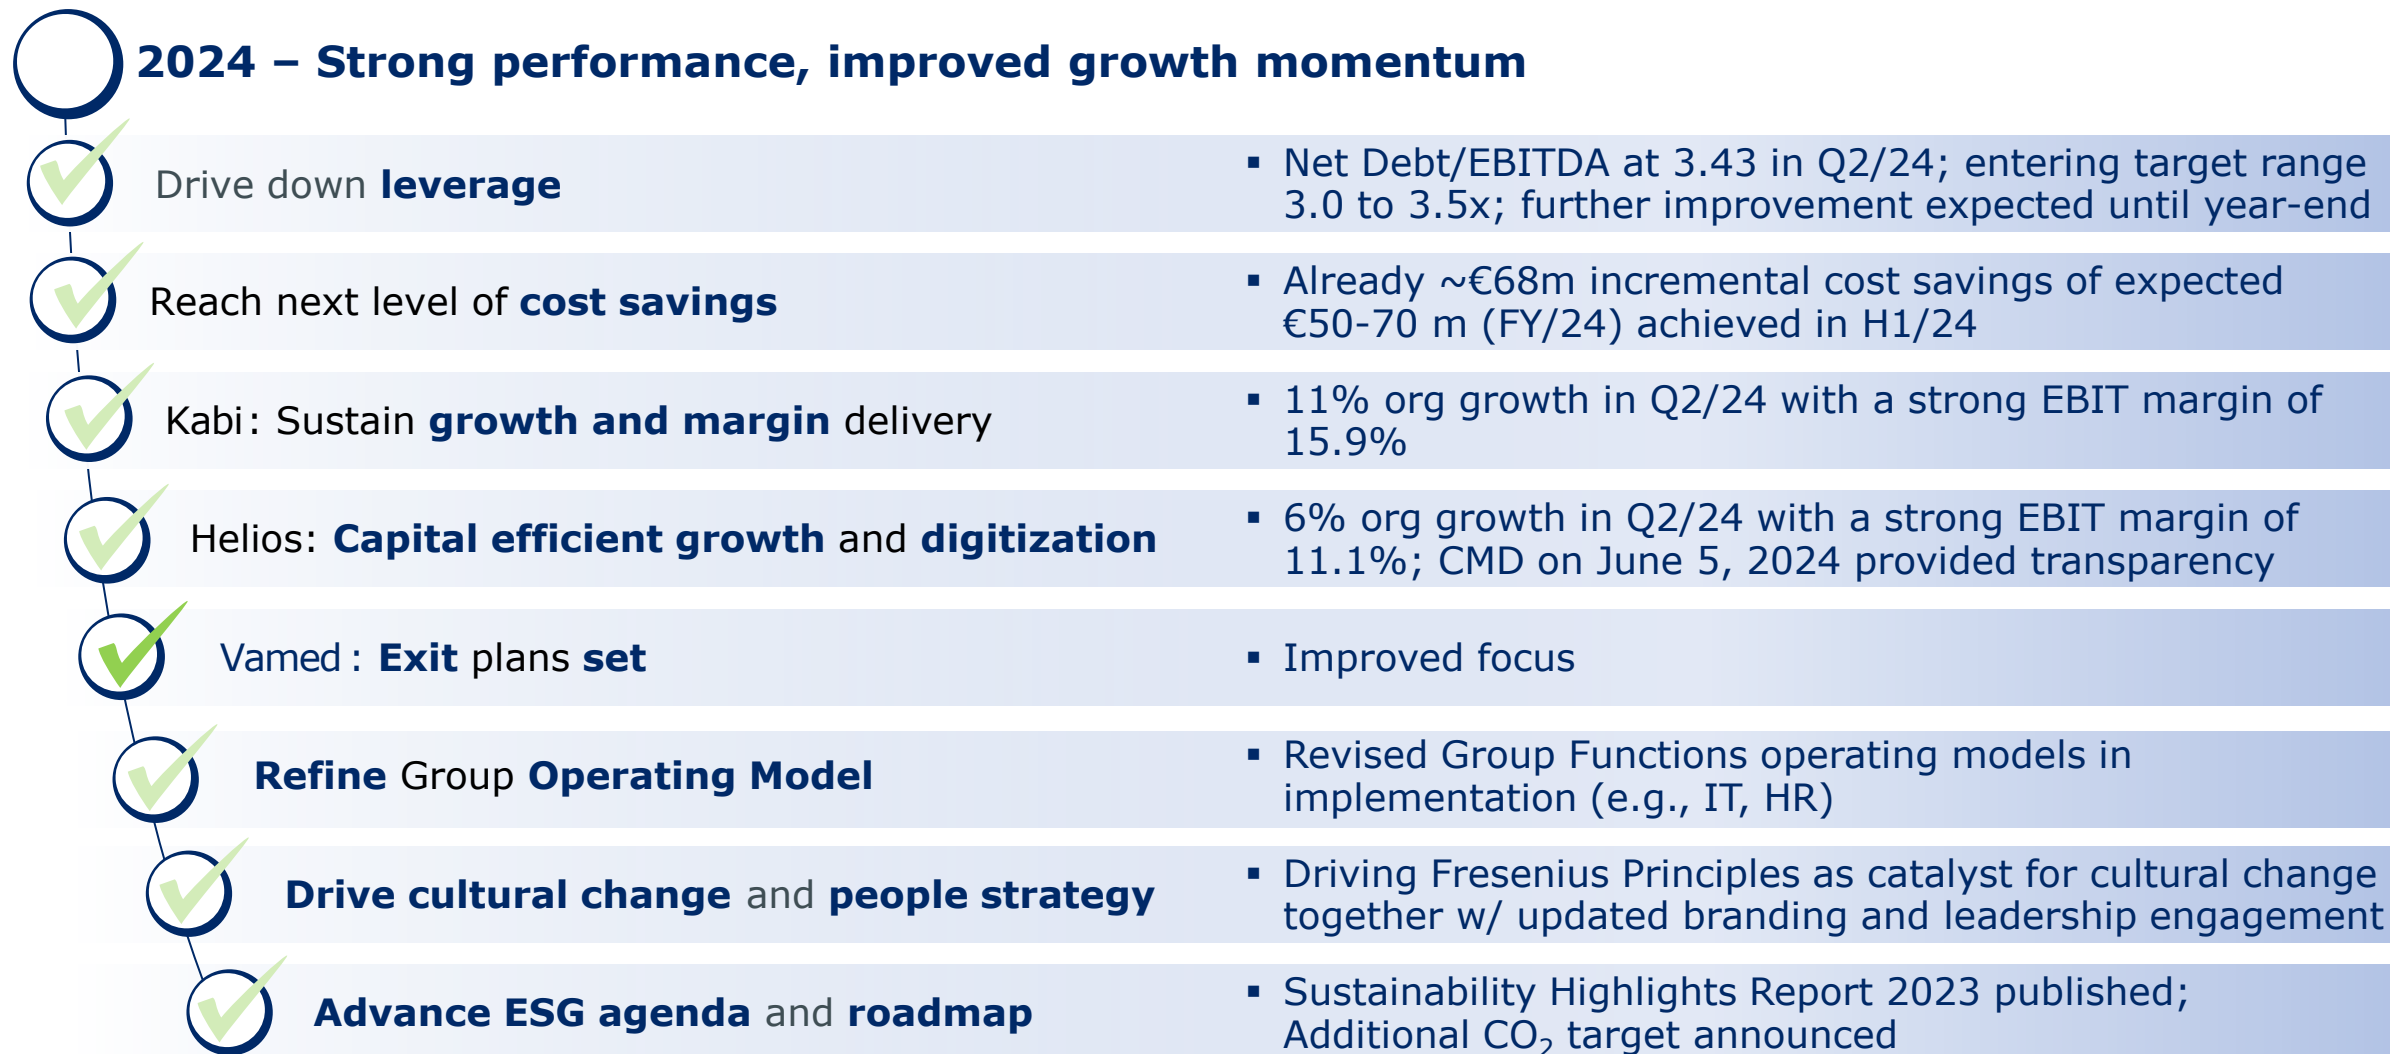 2024 – Strong performance, improved growth momentum
Drive down leverage
▪ Net Debt/EBITDA at 3.43 in Q2/24; entering target range
3.0 to 3.5x; further improvement expected until year-end
Reach next level of cost savings
▪ Already ~€68m incremental cost savings of expected
€50-70 m (FY/24) achieved in H1/24
Kabi: Sustain growth and margin delivery
▪ 11% org growth in Q2/24 with a strong EBIT margin of
15.9%
Helios: Capital efficient growth and digitization
▪ 6% org growth in Q2/24 with a strong EBIT margin of
11.1%; CMD on June 5, 2024 provided transparency
Vamed: Exit plans set
▪ Improved focus
Refine Group Operating Model
▪ Revised Group Functions operating models in
implementation (e.g., IT, HR)
Drive cultural change and people strategy
▪ Driving Fresenius Principles as catalyst for cultural change
together w/ updated branding and leadership engagement
Advance ESG agenda and roadmap
▪ Sustainability Highlights Report 2023 published;
Additional CO₂ target announced